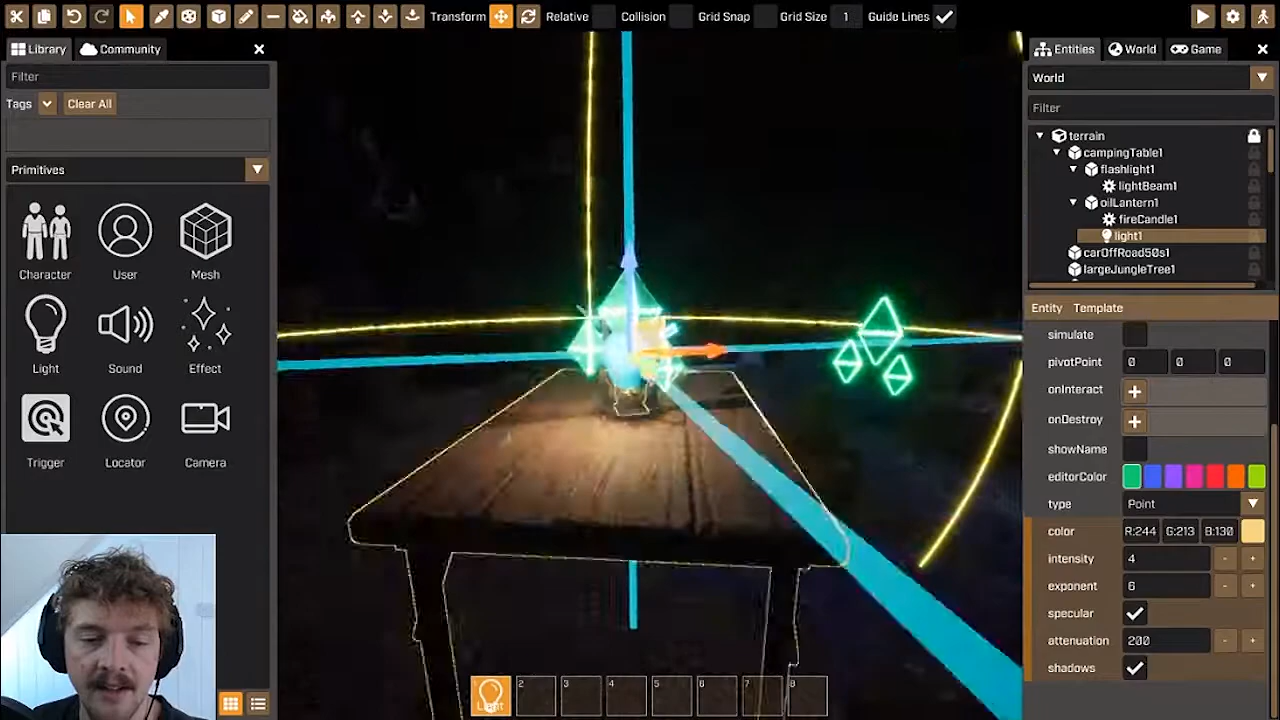 Transform Relative Collision Grid Snap Grid Size 1 Guide Lines
Library Community
Filter
Tags Clear All
Primitives
Character User Mesh
Light Sound Effect
Trigger Locator Camera
Light 2 3 4 5 6 7 8
Entities World Game
World
Filter
terrain
campingTable1
flashlight1
lightBeam1
oilLantern1
fireCandle1
light1
carOffRoad50s1
largeJungleTree1
Entity Template
simulate
pivotPoint 0 0 0
onInteract +
onDestroy +
showName
editorColor
type Point
color R:244 G:213 B:130
intensity 4 - +
exponent 6 - +
specular
attenuation 200 - +
shadows